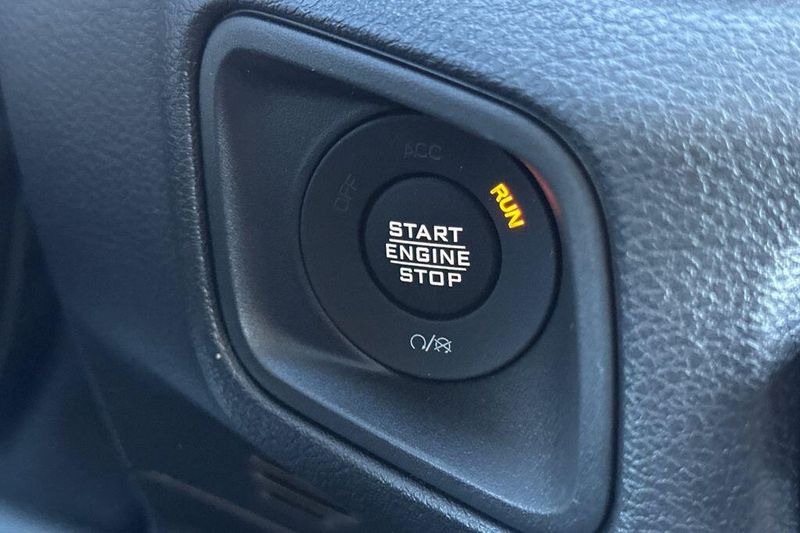 ACC
OFF
RUN
START
ENGINE
STOP